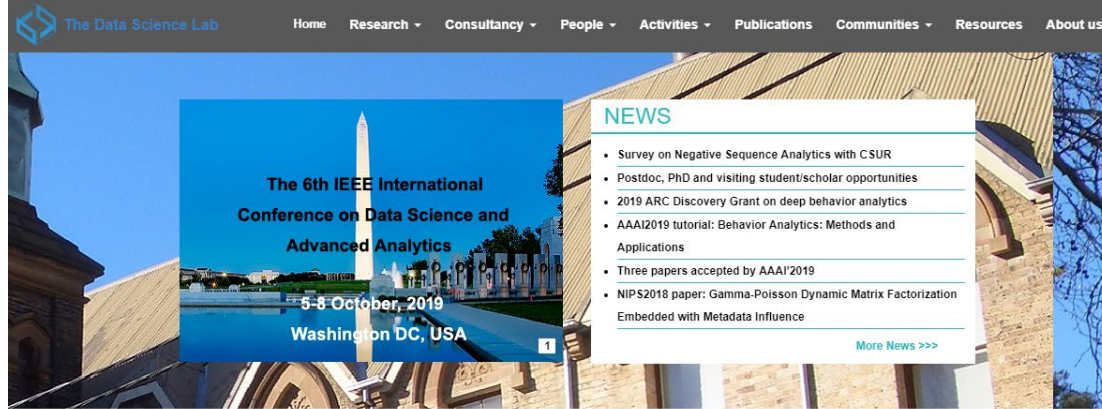 The Data Science Lab
Home Research Consultancy People Activities Publications Communities Resources About us
The 6th IEEE International
Conference on Data Science and
Advanced Analytics
5-8 October, 2019
Washington DC, USA
1
NEWS
Survey on Negative Sequence Analytics with CSUR
Postdoc, PhD and visiting student/scholar opportunities
2019 ARC Discovery Grant on deep behavior analytics
AAAI2019 tutorial: Behavior Analytics: Methods and
Applications
Three papers accepted by AAAI'2019
NIPS2018 paper: Gamma-Poisson Dynamic Matrix Factorization
Embedded with Metadata Influence
More News >>>